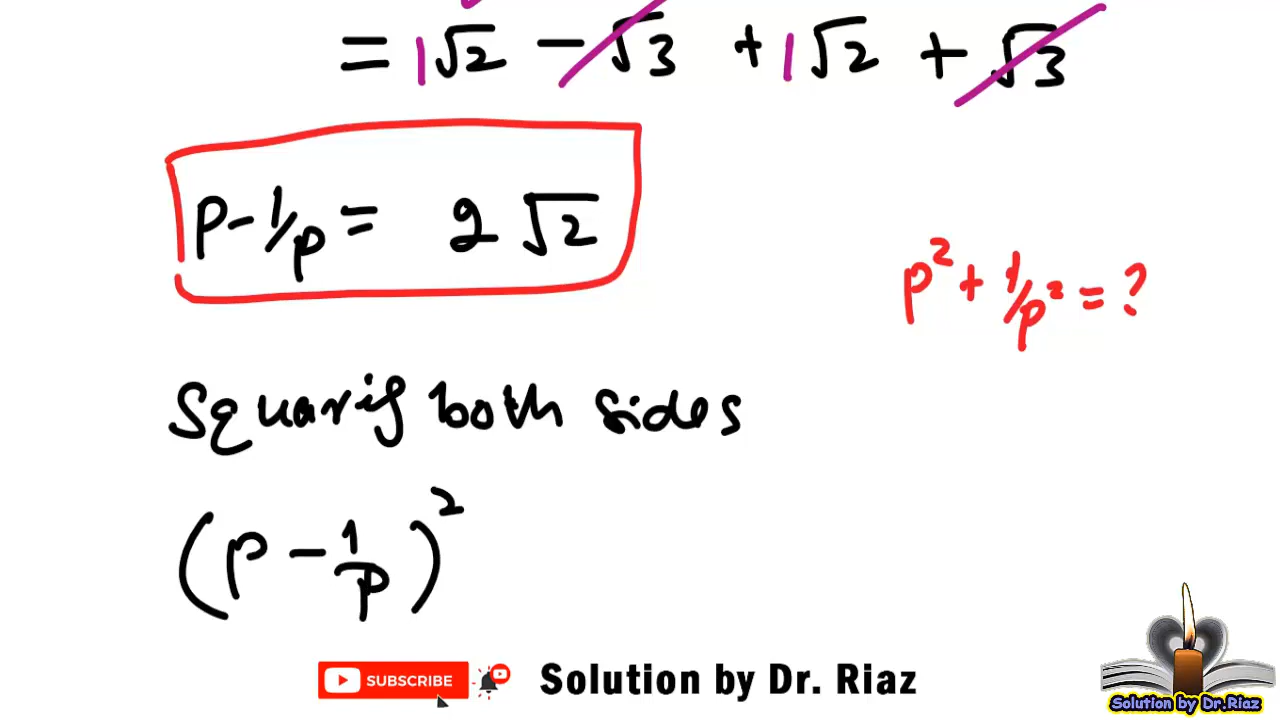 = 1√2 − √3 + 1√2 + √3
p − 1/p = 2√2
p² + 1/p² = ?
Squarif both sides
(p − 1/p)²
SUBSCRIBE
Solution by Dr. Riaz
Solution by Dr.Riaz